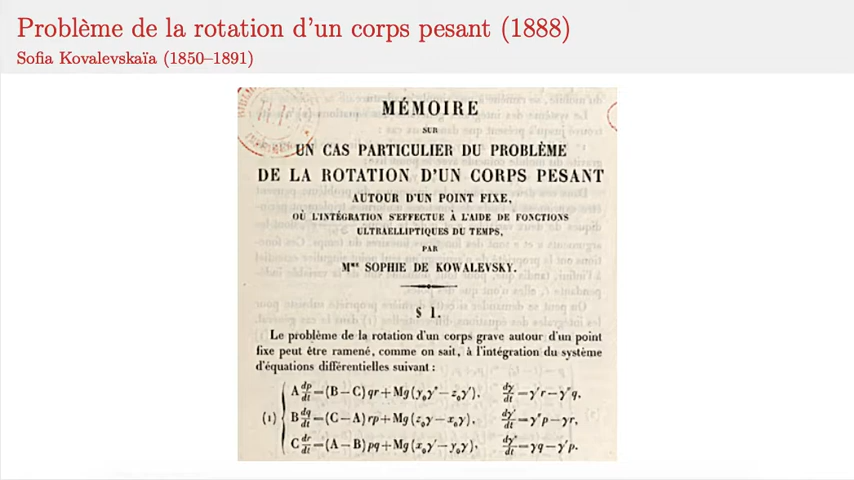 Problème de la rotation d'un corps pesant (1888)
Sofia Kovalevskaïa (1850–1891)
MÉMOIRE
SUR
UN CAS PARTICULIER DU PROBLÈME
DE LA ROTATION D'UN CORPS PESANT
AUTOUR D'UN POINT FIXE,
OÙ L'INTÉGRATION S'EFFECTUE À L'AIDE DE FONCTIONS
ULTRAELLIPTIQUES DU TEMPS,
PAR
Mme SOPHIE DE KOWALEVSKY.
§ 1.
Le problème de la rotation d'un corps grave autour d'un point
fixe peut être ramené, comme on sait, à l'intégration du système
d'équations différentielles suivant :
A dp/dt = (B – C) qr + Mg (y₀γ″ – z₀γ′), dγ/dt = γ′r – γ″q,
(1) B dq/dt = (C – A) rp + Mg (z₀γ – x₀γ″), dγ′/dt = γ″p – γr,
C dr/dt = (A – B) pq + Mg (x₀γ′ – y₀γ), dγ″/dt = γq – γ′p.